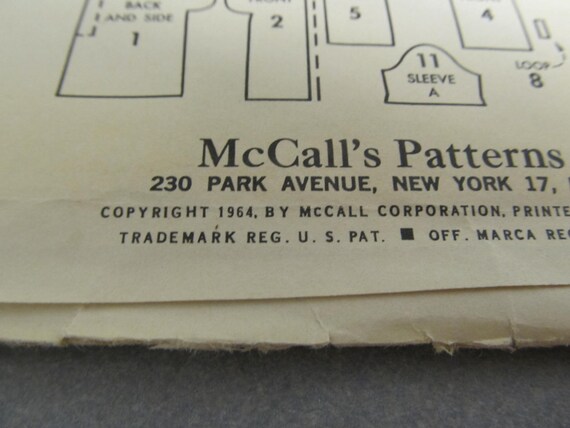 BACK
AND SIDE
1
2
5
4
11
SLEEVE
A
LOOP
8
McCall's Patterns
230 PARK AVENUE, NEW YORK 17,
COPYRIGHT 1964, BY McCALL CORPORATION, PRINTE
TRADEMARK REG. U. S. PAT. ■ OFF. MARCA REG